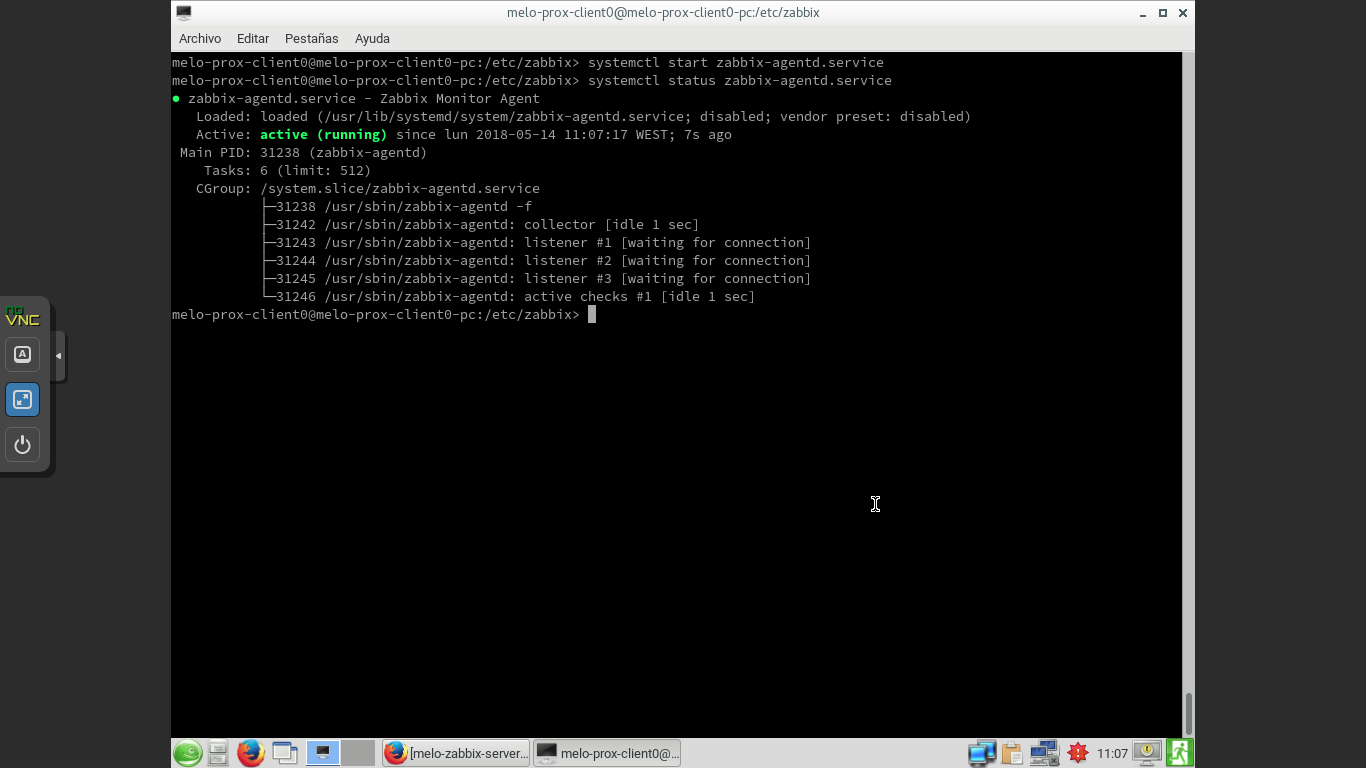 melo-prox-client0@melo-prox-client0-pc:/etc/zabbix
Archivo Editar Pestañas Ayuda
melo-prox-client0@melo-prox-client0-pc:/etc/zabbix> systemctl start zabbix-agentd.service
melo-prox-client0@melo-prox-client0-pc:/etc/zabbix> systemctl status zabbix-agentd.service
● zabbix-agentd.service - Zabbix Monitor Agent
   Loaded: loaded (/usr/lib/systemd/system/zabbix-agentd.service; disabled; vendor preset: disabled)
   Active: active (running) since lun 2018-05-14 11:07:17 WEST; 7s ago
 Main PID: 31238 (zabbix-agentd)
    Tasks: 6 (limit: 512)
   CGroup: /system.slice/zabbix-agentd.service
           ├─31238 /usr/sbin/zabbix-agentd -f
           ├─31242 /usr/sbin/zabbix-agentd: collector [idle 1 sec]
           ├─31243 /usr/sbin/zabbix-agentd: listener #1 [waiting for connection]
           ├─31244 /usr/sbin/zabbix-agentd: listener #2 [waiting for connection]
           ├─31245 /usr/sbin/zabbix-agentd: listener #3 [waiting for connection]
           └─31246 /usr/sbin/zabbix-agentd: active checks #1 [idle 1 sec]
melo-prox-client0@melo-prox-client0-pc:/etc/zabbix>
no
VNC
A
[melo-zabbix-server... melo-prox-client0@... 11:07